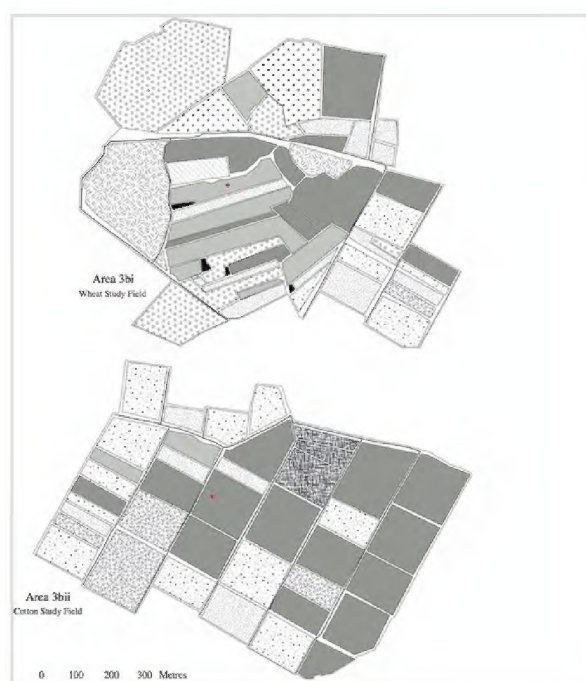 Area 3bi
Wheat Study Field
Area 3bii
Cotton Study Field
0 100 200 300 Metres